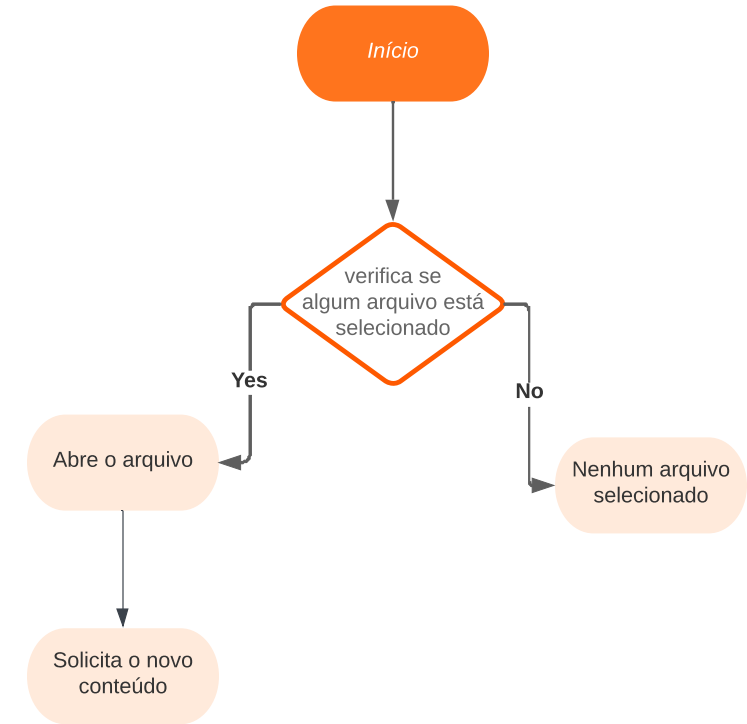 Início
verifica se
algum arquivo está
selecionado
Yes
No
Abre o arquivo
Nenhum arquivo
selecionado
Solicita o novo
conteúdo